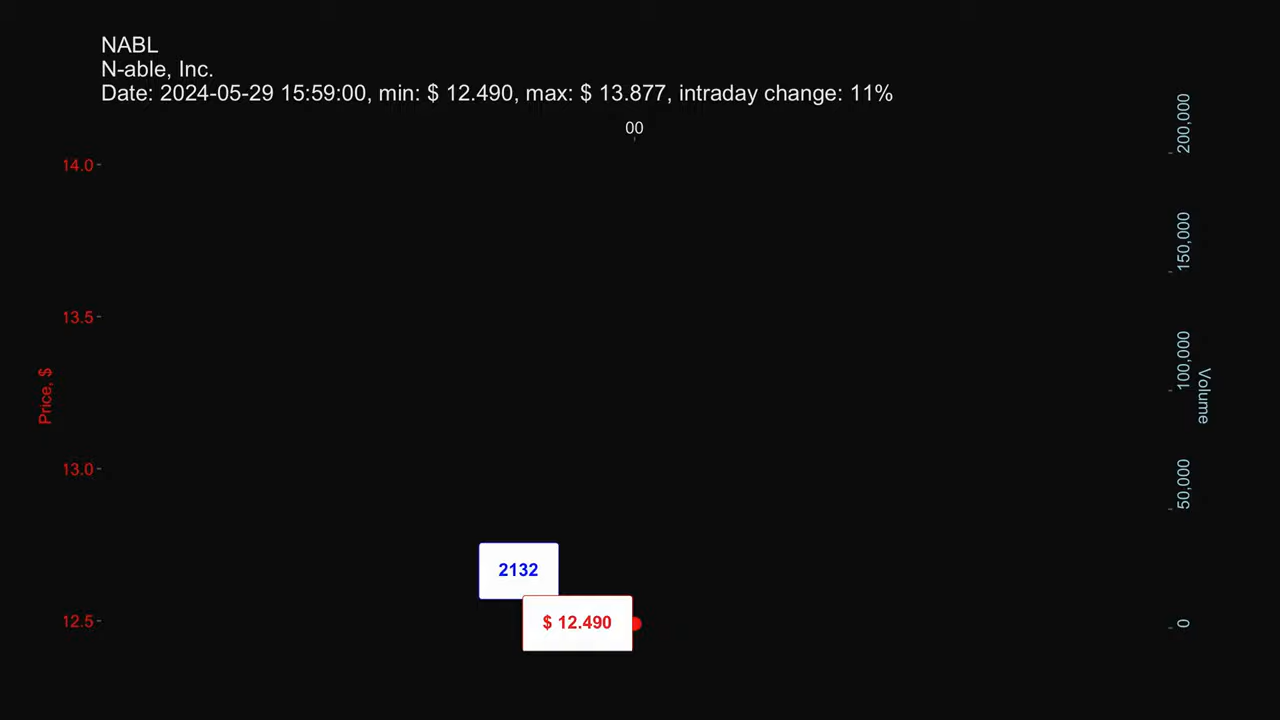 NABL
N-able, Inc.
Date: 2024-05-29 15:59:00, min: $ 12.490, max: $ 13.877, intraday change: 11%
00
14.0
13.5
13.0
12.5
Price, $
2132
$ 12.490
200,000
150,000
100,000
50,000
0
Volume